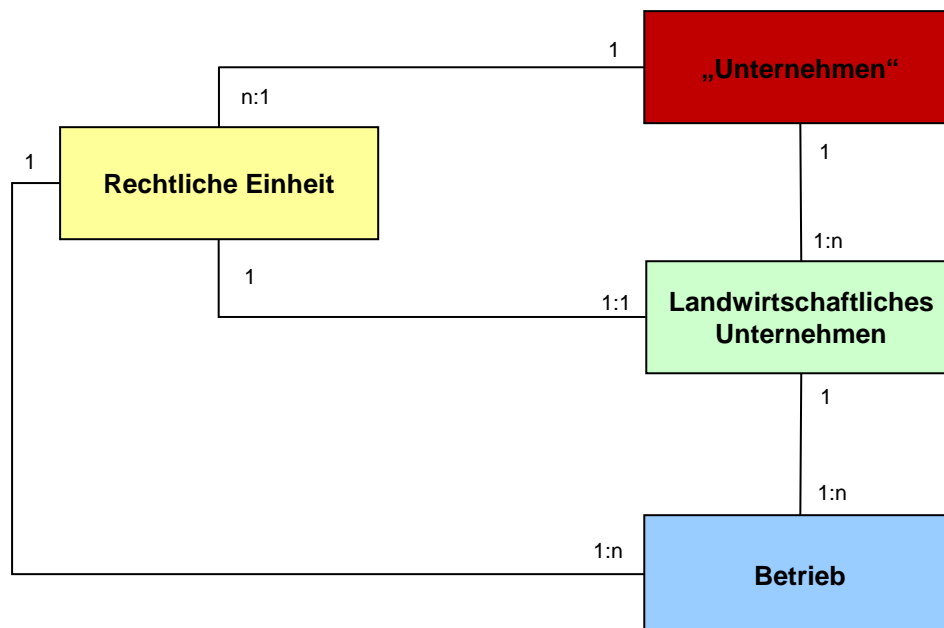 1
„Unternehmen“
n:1
1
Rechtliche Einheit
1
1:n
1
1:1
Landwirtschaftliches
Unternehmen
1
1:n
1:n
Betrieb